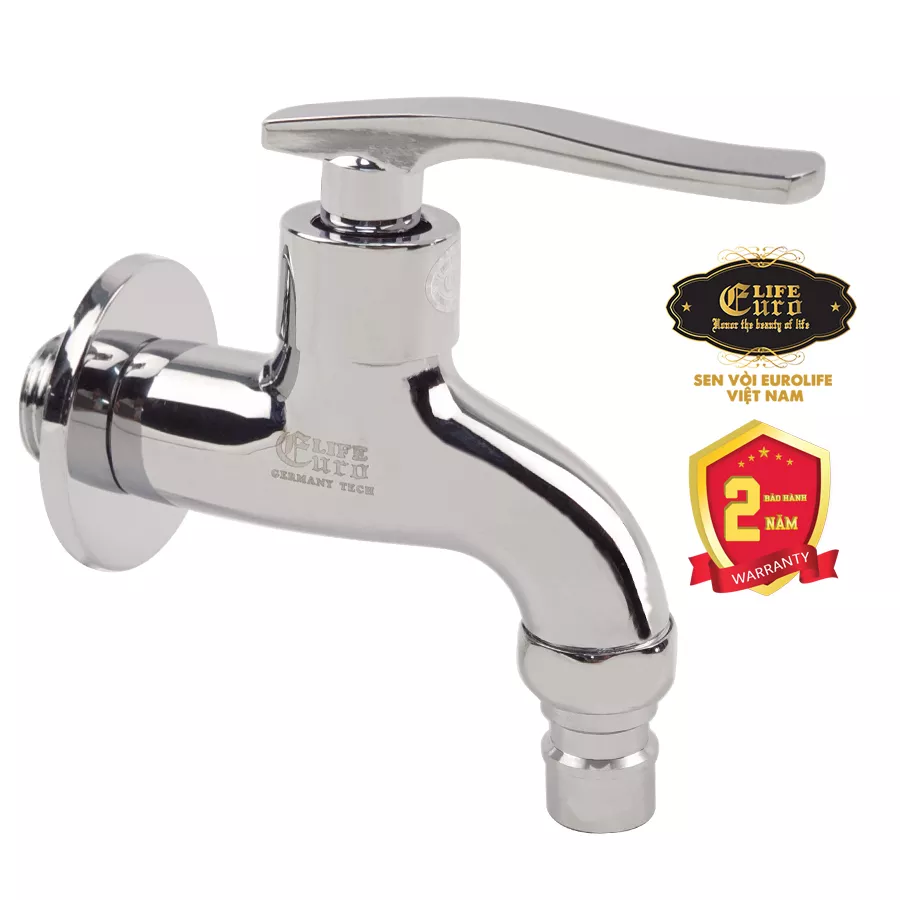 LIFE
Euro
GERMANY TECH
LIFE
Euro
Honor the beauty of life
SEN VÒI EUROLIFE
VIỆT NAM
2
BẢO HÀNH
NĂM
WARRANTY